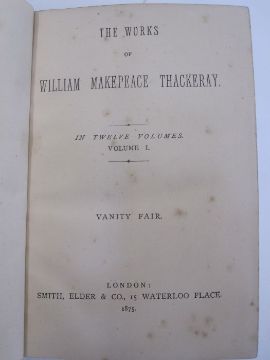 THE WORKS
OF
WILLIAM MAKEPEACE THACKERAY.
IN TWELVE VOLUMES.
VOLUME I.
VANITY FAIR.
LONDON:
SMITH, ELDER & CO., 15 WATERLOO PLACE.
1875.